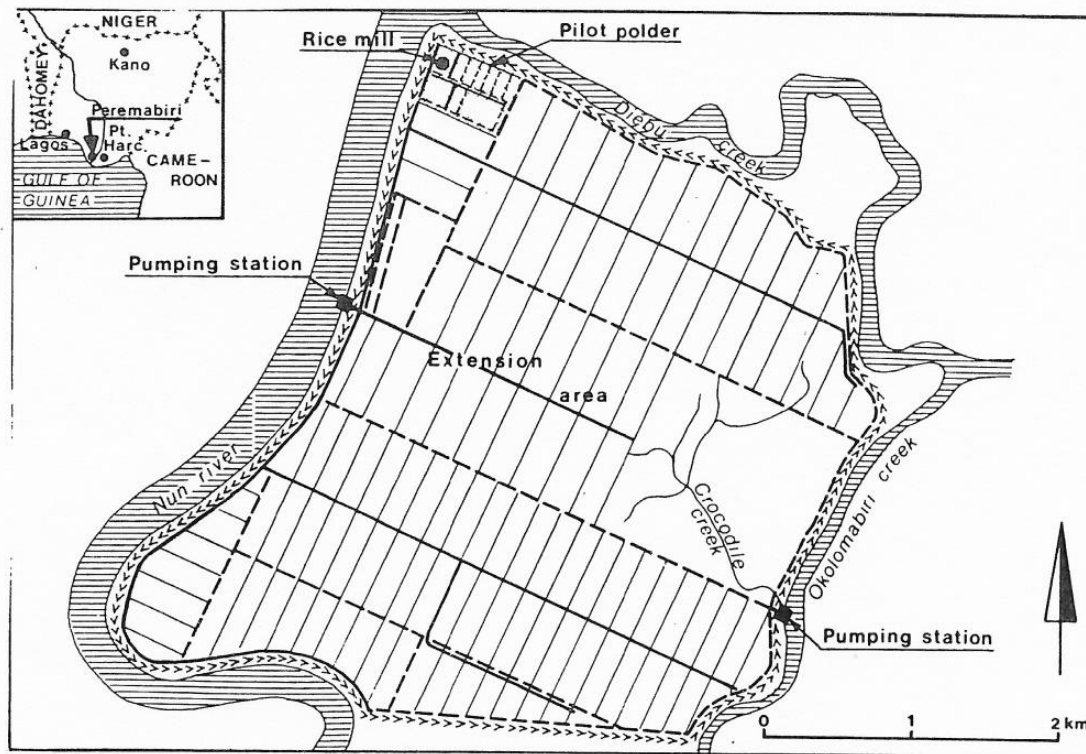 NIGER
Kano
DAHOMEY
Peremabiri
Lagos
Pt.
Harc.
CAME-
ROON
GULF OF
GUINEA
Rice mill
Pilot polder
Diebu creek
Pumping station
Extension
area
Nun river
Crocodile
creek
Okolomabiri creek
Pumping station
0 1 2 km